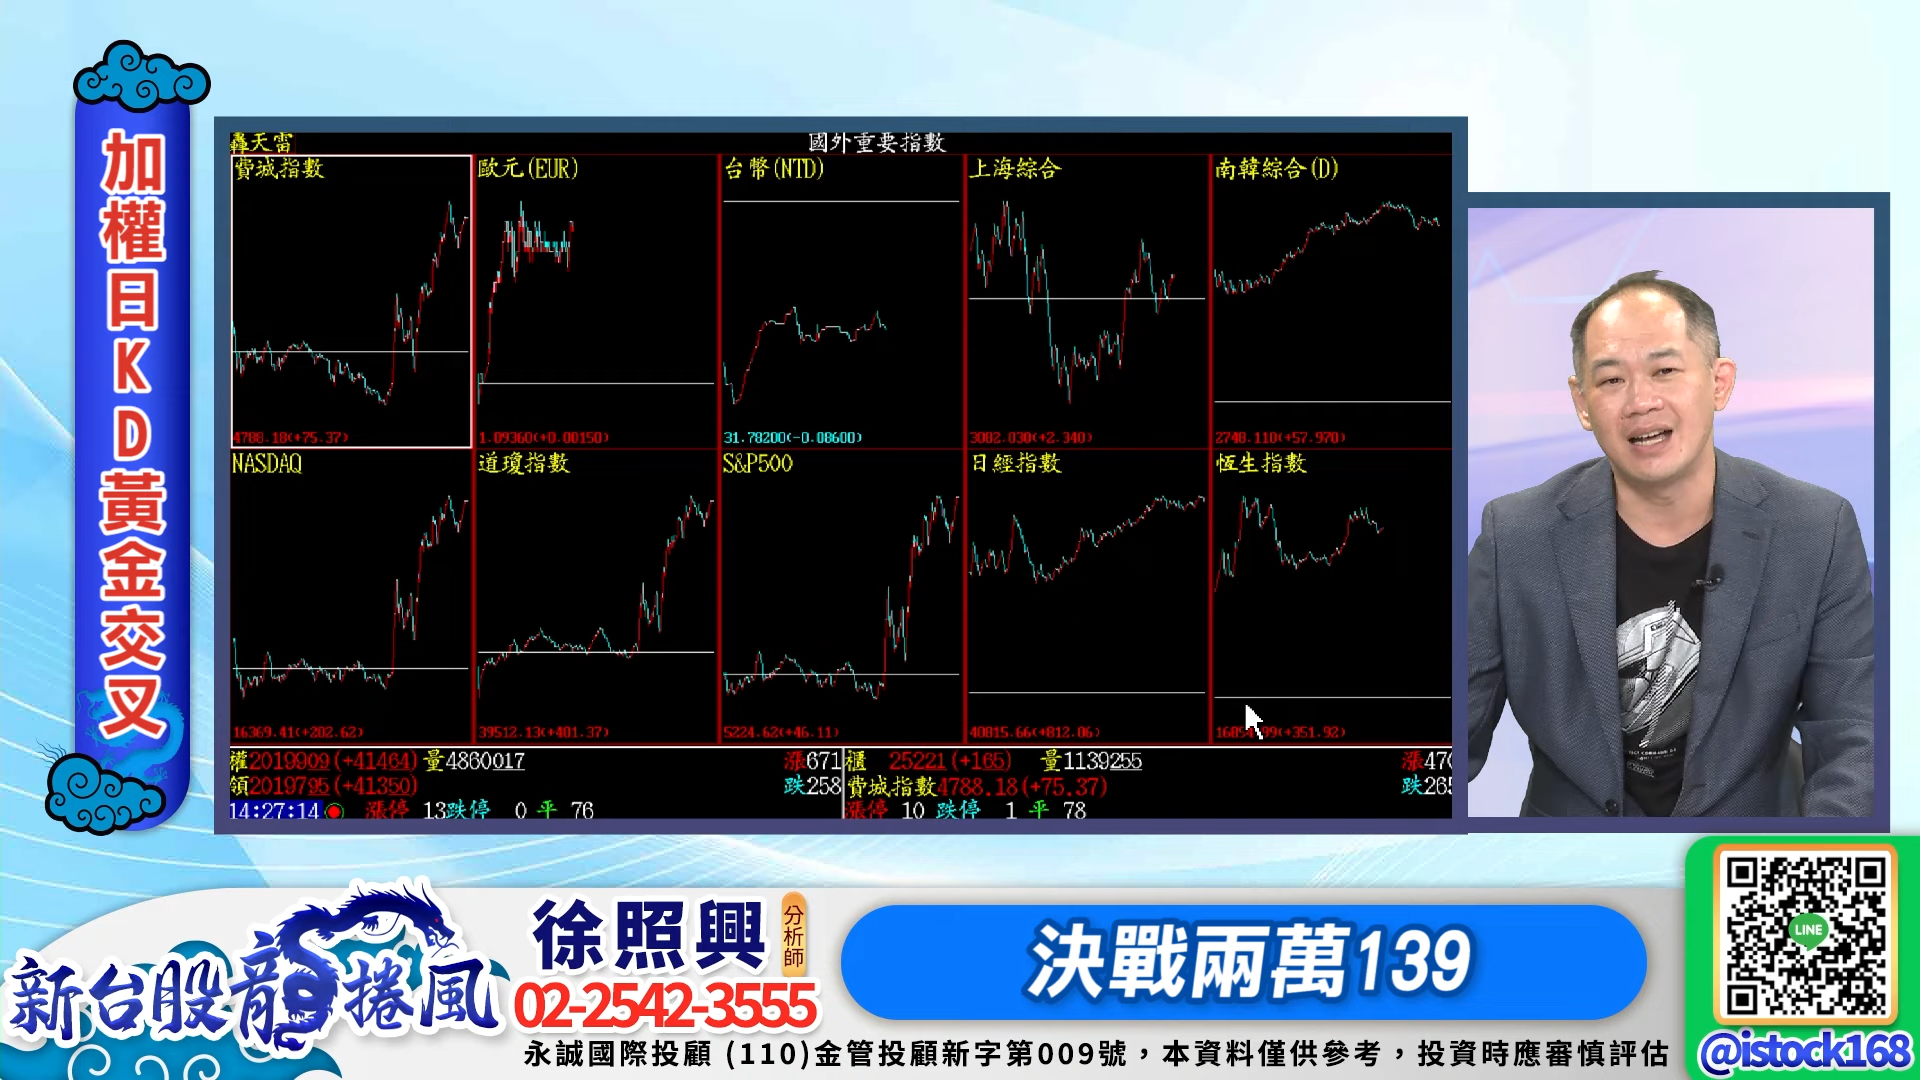 加權日KD黃金交叉
轟天雷
國外重要指數
費城指數
歐元(EUR)
台幣(NTD)
上海綜合
南韓綜合(D)
4788.18(+75.37)
1.09360(+0.00150)
31.78200(-0.08600)
3082.030(+2.340)
2748.110(+57.970)
NASDAQ
道瓊指數
S&P500
日經指數
恆生指數
16369.41(+202.62)
39512.13(+401.37)
5224.62(+46.11)
40815.66(+812.06)
(+351.92)
權2019909(+41464)量4860017
漲671
櫃 25221(+165) 量1139255
領2019795(+41350)
跌258
費城指數4788.18(+75.37)
14:27:14 漲停 13跌停 0 平 76
漲停 10 跌停 1 平 78
新台股龍捲風
徐照興
分析師
02-2542-3555
決戰兩萬139
LINE
@istock168
永誠國際投顧 (110)金管投顧新字第009號，本資料僅供參考，投資時應審慎評估